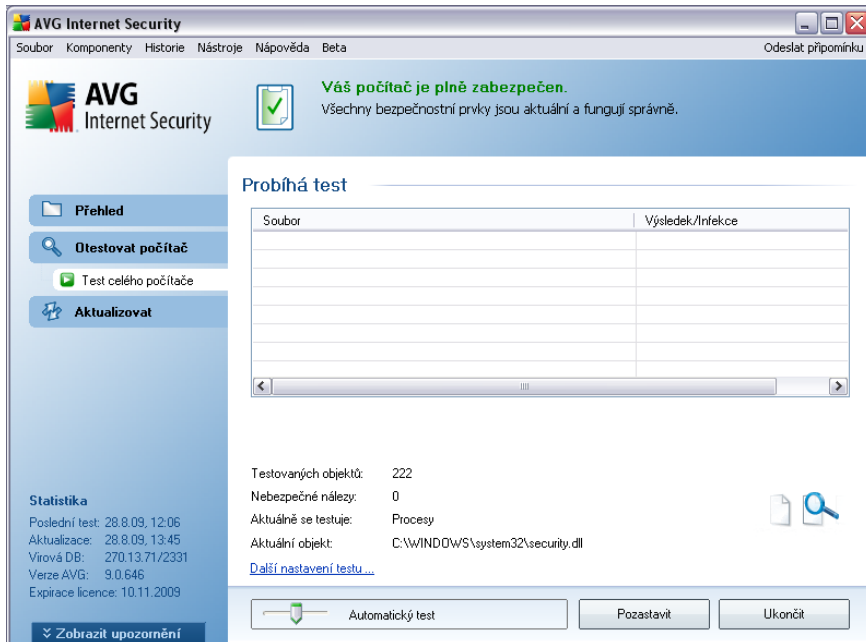 AVG Internet Security
Soubor Komponenty Historie Nástroje Nápověda Beta Odeslat připomínku
AVG
Internet Security
Váš počítač je plně zabezpečen.
Všechny bezpečnostní prvky jsou aktuální a fungují správně.
Přehled
Otestovat počítač
Test celého počítače
Aktualizovat
Probíhá test
Soubor Výsledek/Infekce
Testovaných objektů: 222
Nebezpečné nálezy: 0
Aktuálně se testuje: Procesy
Aktuální objekt: C:\WINDOWS\system32\security.dll
Další nastavení testu ...
Statistika
Poslední test: 28.8.09, 12:06
Aktualizace: 28.8.09, 13:45
Virová DB: 270.13.71/2331
Verze AVG: 9.0.646
Expirace licence: 10.11.2009
Zobrazit upozornění
Automatický test
Pozastavit
Ukončit